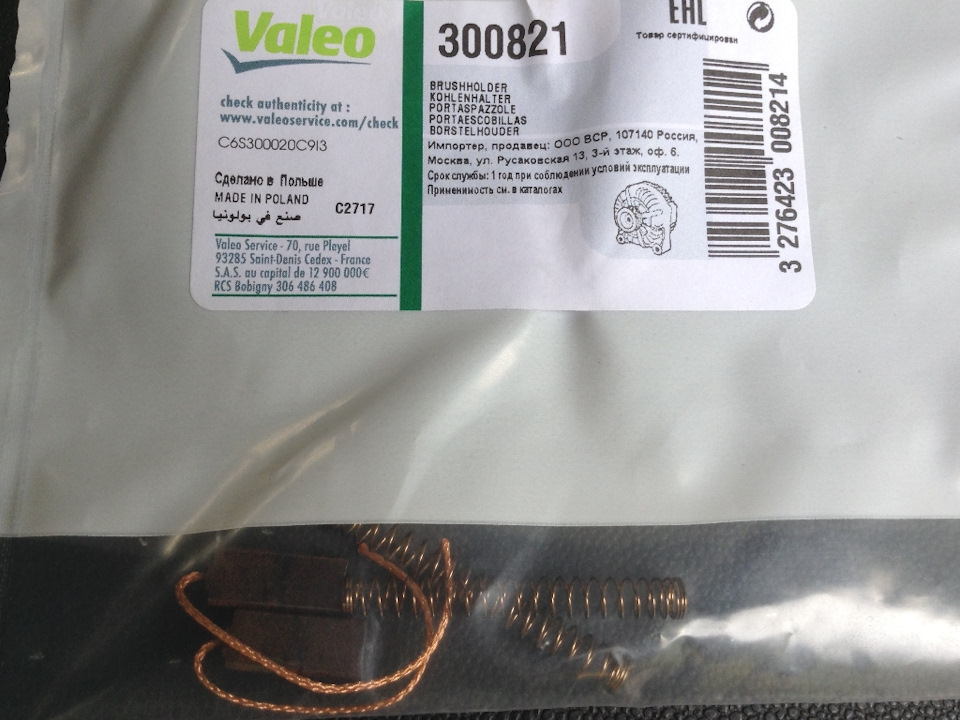 Valeo
check authenticity at :
www.valeoservice.com/check
C6S300020C9I3
Сделано в Польше
MADE IN POLAND
صنع في بولونيا
C2717
Valeo Service - 70, rue Pleyel
93285 Saint-Denis Cedex - France
S.A.S. au capital de 12 900 000€
RCS Bobigny 306 486 408
300821
BRUSHHOLDER
KOHLENHALTER
PORTASPAZZOLE
PORTAESCOBILLAS
BORSTELHOUDER
Импортер, продавец: ООО ВСР, 107140 Россия,
Москва, ул. Русаковская 13, 3-й этаж, оф. 6.
Срок службы: 1 год при соблюдении условий эксплуатации
Применимость см. в каталогах
EAC
Товар сертифицирован
3 276423 008214